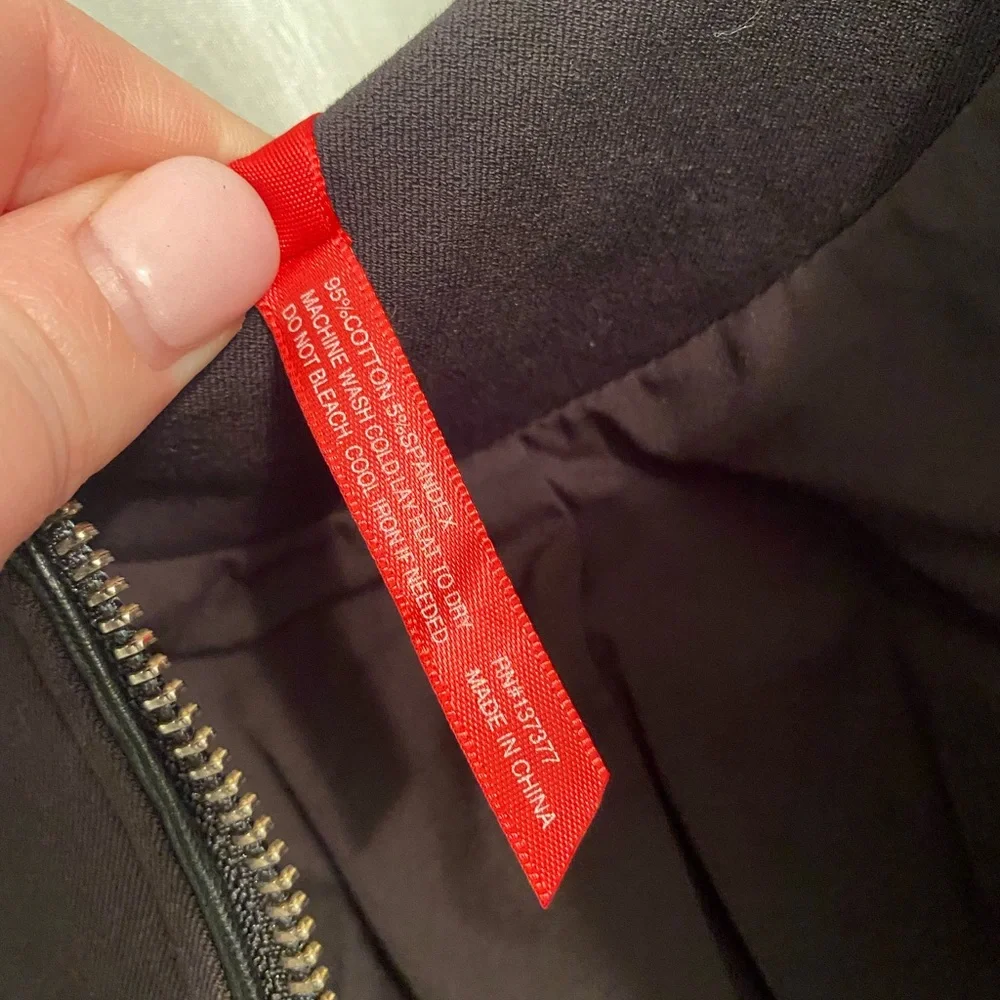 95%COTTON 5%SPANDEX
MACHINE WASH COLD LAY FLAT TO DRY
DO NOT BLEACH . COOL IRON IF NEEDED
RN#137377
MADE IN CHINA